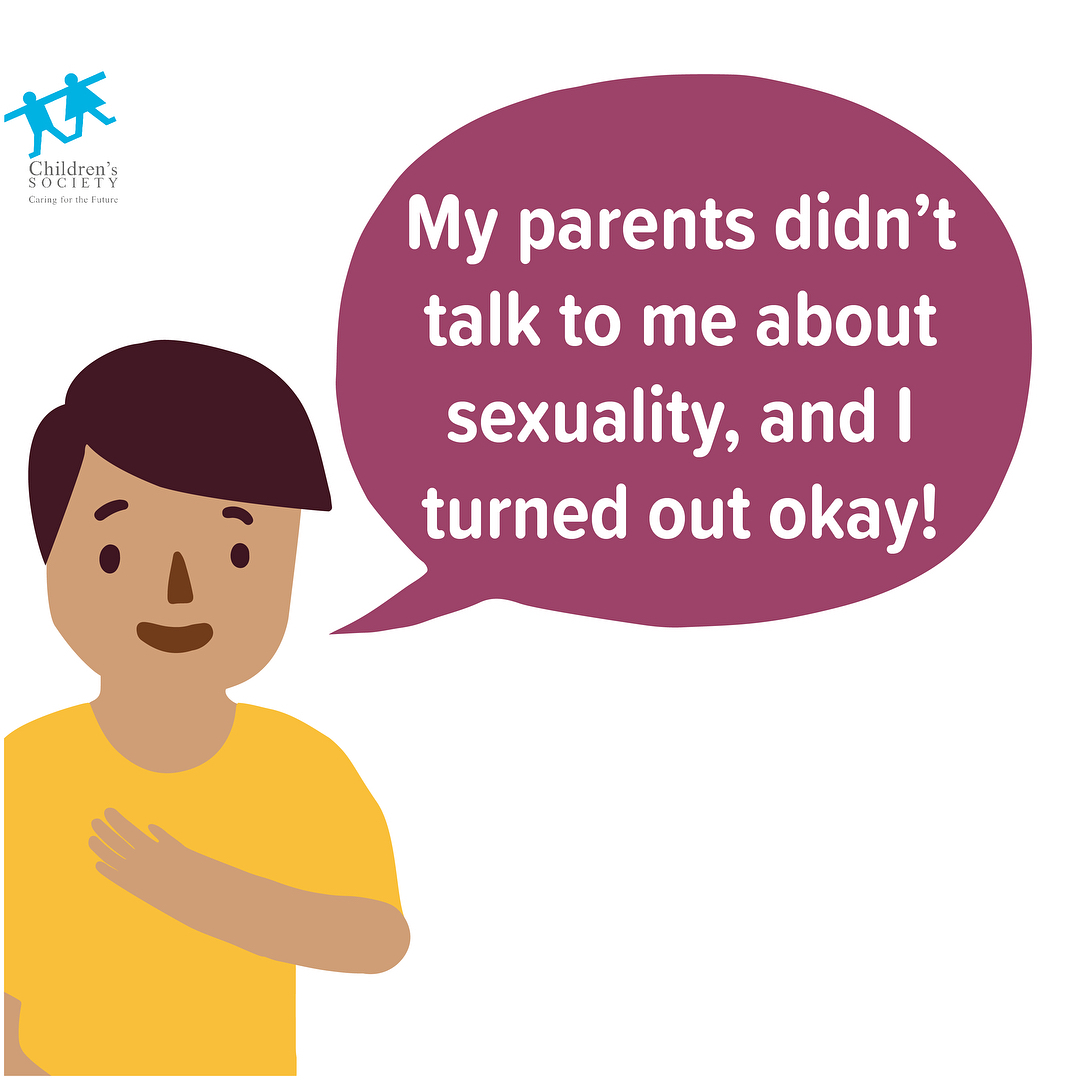 Children's
SOCIETY
Caring for the Future
My parents didn’t
talk to me about
sexuality, and I
turned out okay!